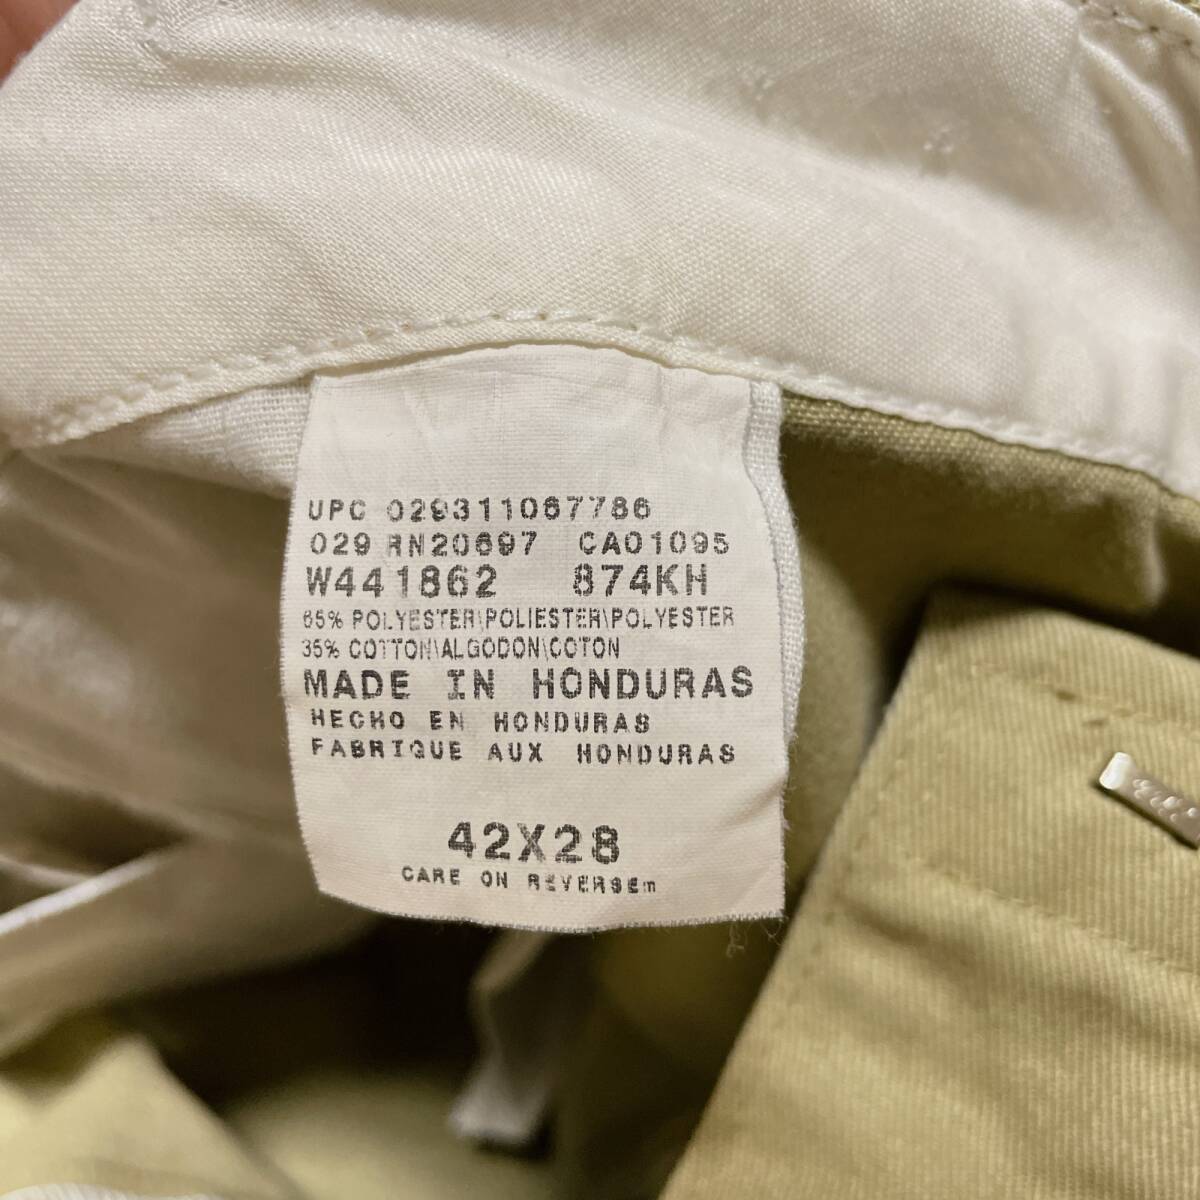 UPC 029311067786
029 RN20697 CA01095
W441862 874KH
65% POLYESTER\POLIESTER\POLYESTER
35% COTTON\ALGODON\COTON
MADE IN HONDURAS
HECHO EN HONDURAS
FABRIQUE AUX HONDURAS
42X28
CARE ON REVERSEm